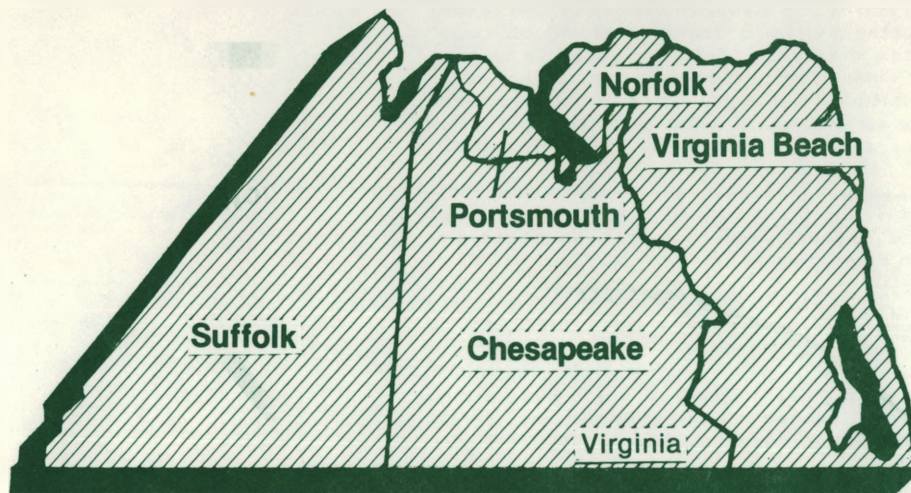 Norfolk
Virginia Beach
Portsmouth
Suffolk
Chesapeake
Virginia